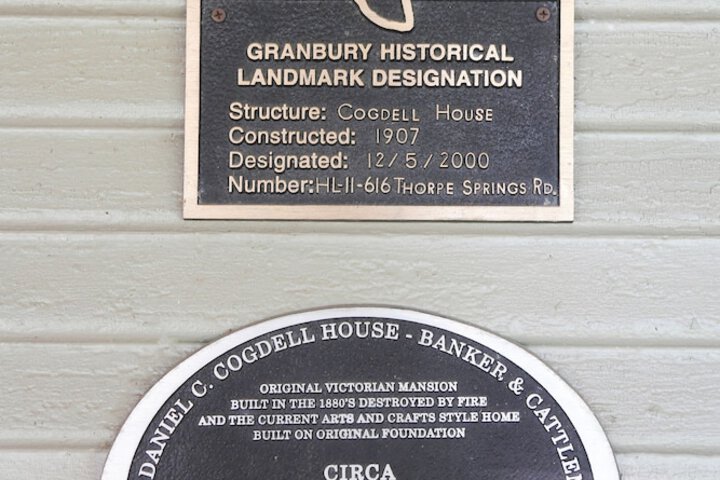 GRANBURY HISTORICAL
LANDMARK DESIGNATION
Structure: COGDELL HOUSE
Constructed: 1907
Designated: 12/5/2000
Number: HL-11-616 THORPE SPRINGS RD.
DANIEL C. COGDELL HOUSE - BANKER, & CATTLEM
ORIGINAL VICTORIAN MANSION
BUILT IN THE 1880'S DESTROYED BY FIRE
AND THE CURRENT ARTS AND CRAFTS STYLE HOME
BUILT ON ORIGINAL FOUNDATION
CIRCA